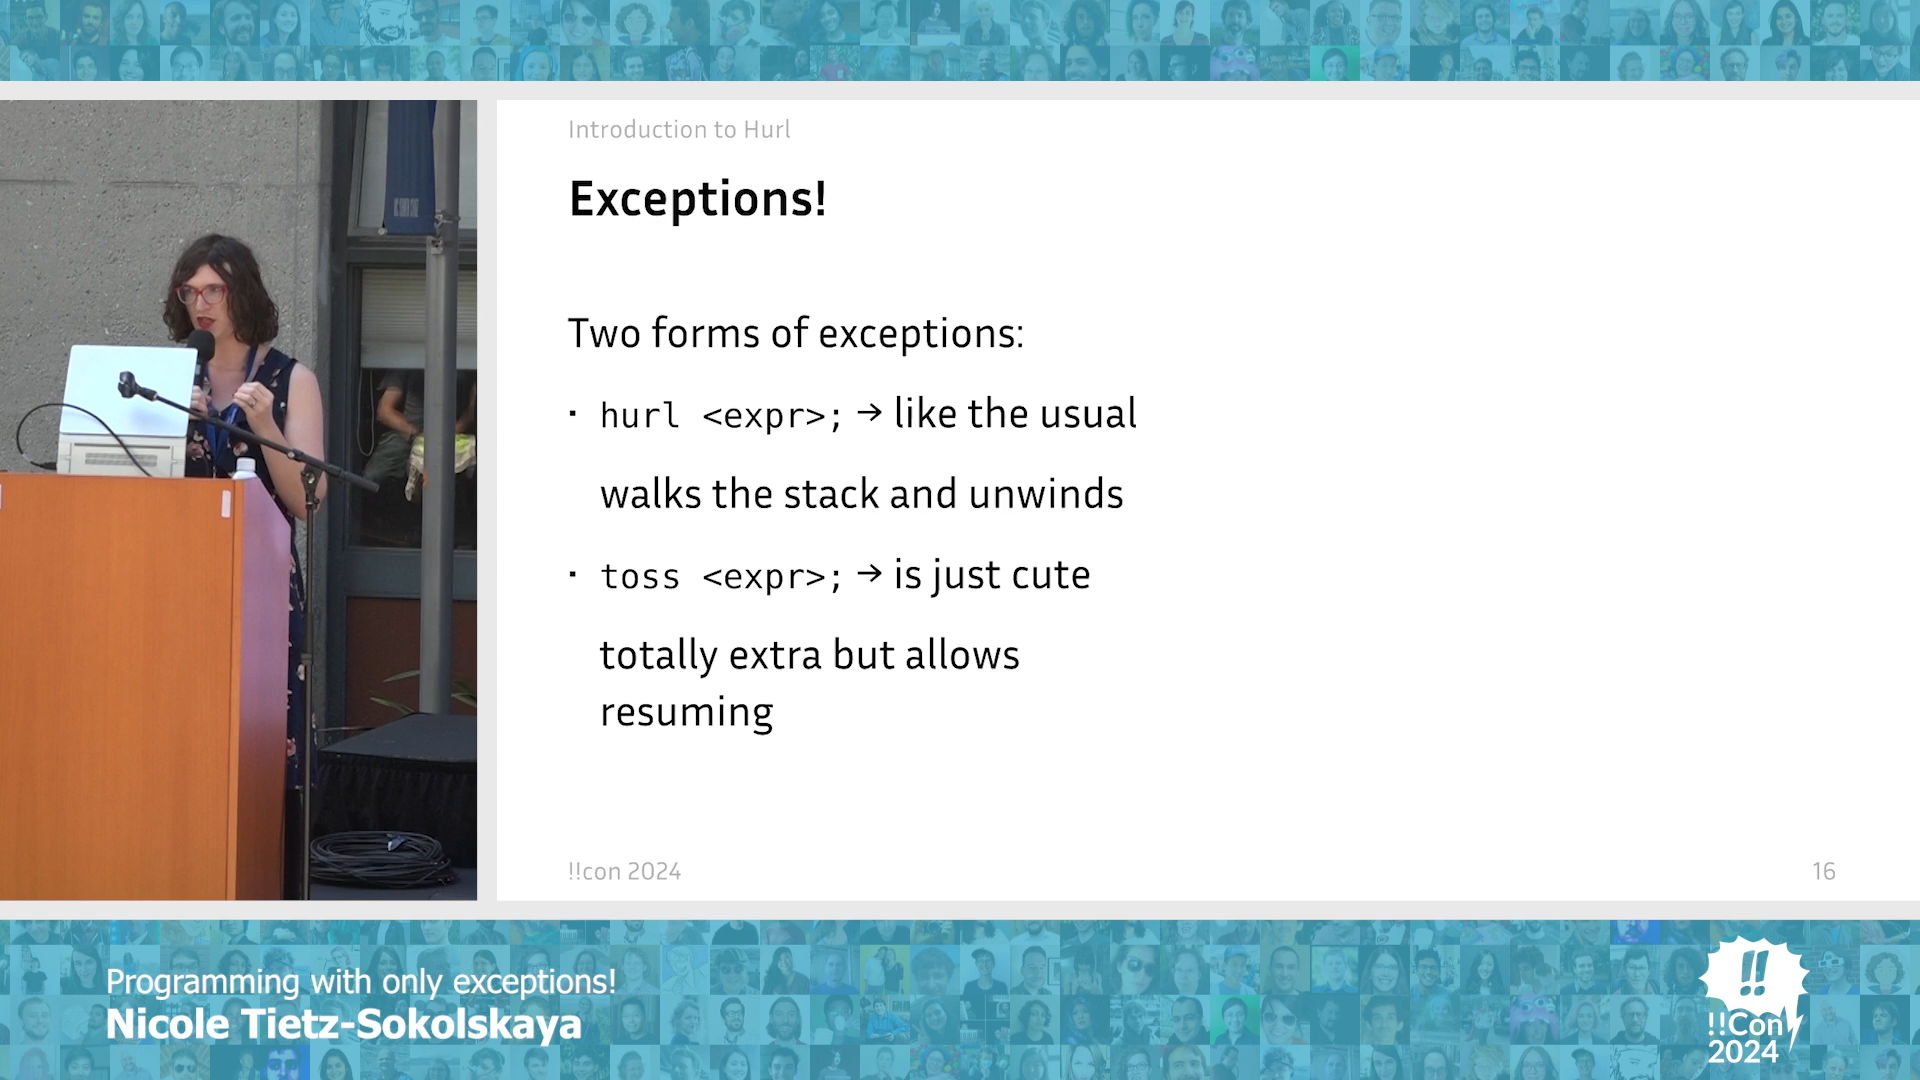 Introduction to Hurl
Exceptions!
Two forms of exceptions:
· hurl <expr>; → like the usual
walks the stack and unwinds
· toss <expr>; → is just cute
totally extra but allows
resuming
!!con 2024
16
Programming with only exceptions!
Nicole Tietz-Sokolskaya
!!
!!Con
2024